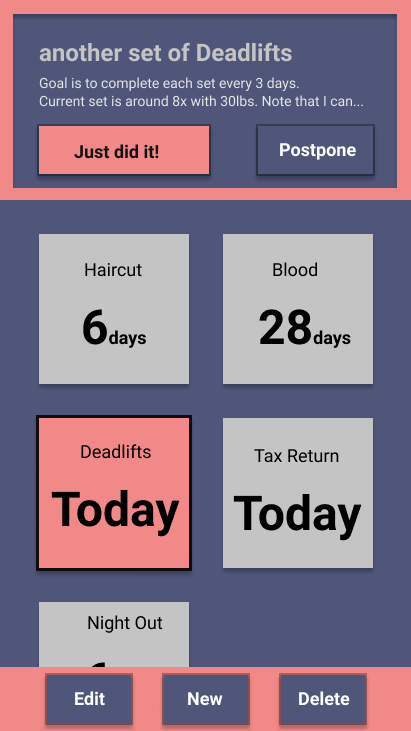 another set of Deadlifts
Goal is to complete each set every 3 days.
Current set is around 8x with 30lbs. Note that I can...
Just did it!
Postpone
Haircut
Blood
6days
28days
Deadlifts
Tax Return
Today
Today
Night Out
Edit
New
Delete